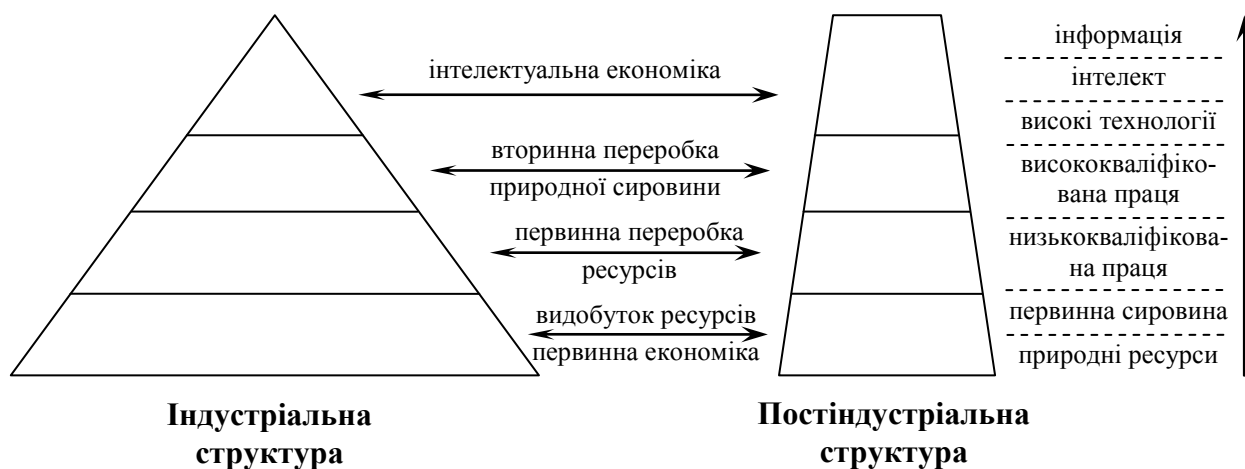 інтелектуальна економіка
вторинна переробка
природної сировини
первинна переробка
ресурсів
видобуток ресурсів
первинна економіка
інформація
інтелект
високі технології
висококваліфіко-
вана праця
низькокваліфікова-
на праця
первинна сировина
природні ресурси
Індустріальна
структура
Постіндустріальна
структура